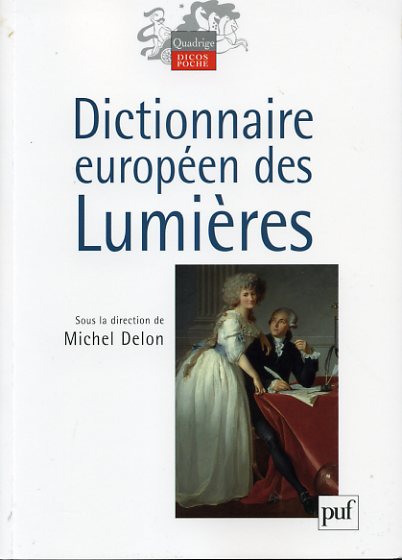 Quadrige
DICOS
POCHE
Dictionnaire
européen des
Lumières
Sous la direction de
Michel Delon
puf